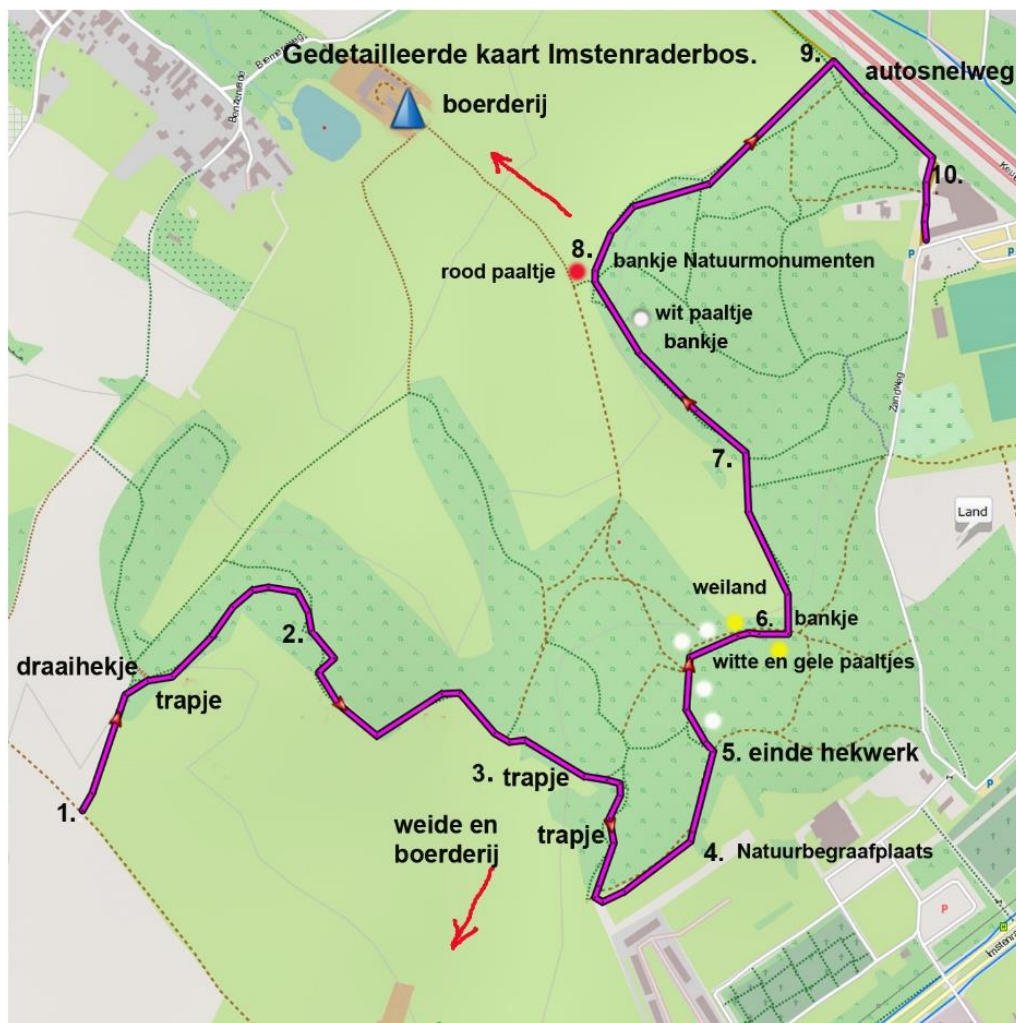 Gedetailleerde kaart Imstenraderbos.
9.
autosnelweg
boerderij
Benzenrade
10.
P
8.
rood paaltje
bankje Natuurmonumenten
wit paaltje
bankje
Zandweg
7.
Land
weiland
6. bankje
2.
draaihekje
witte en gele paaltjes
trapje
5. einde hekwerk
3. trapje
1.
P
weide en
boerderij
trapje
4. Natuurbegraafplaats
P